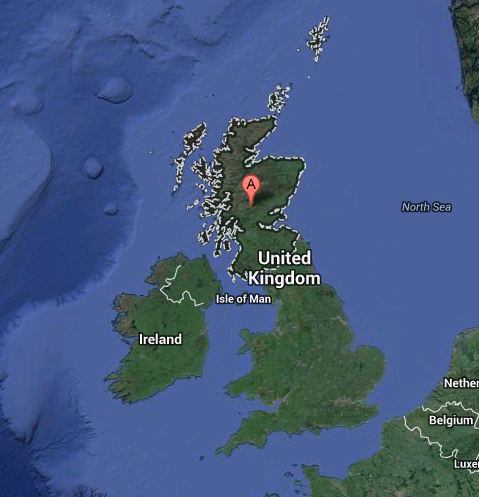 A
North Sea
United
Kingdom
Isle of Man
Ireland
Nether
Belgium
Luxe